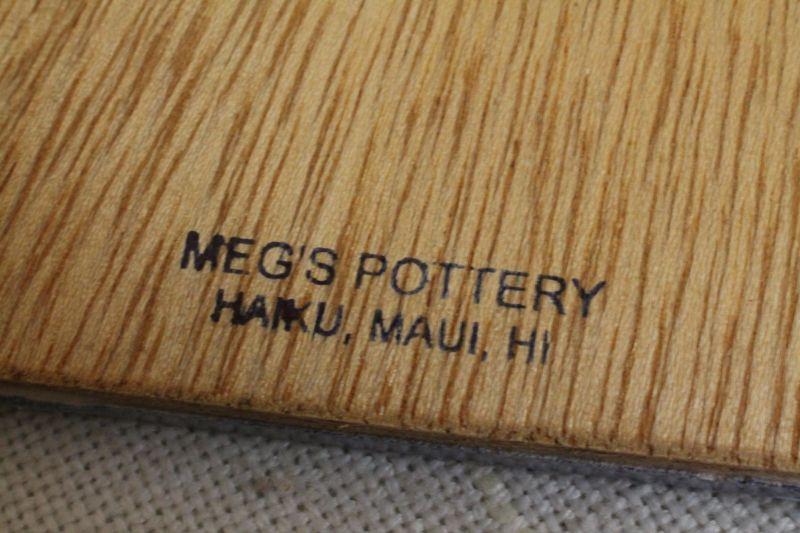 MEG'S POTTERY
HAIKU, MAUI, HI